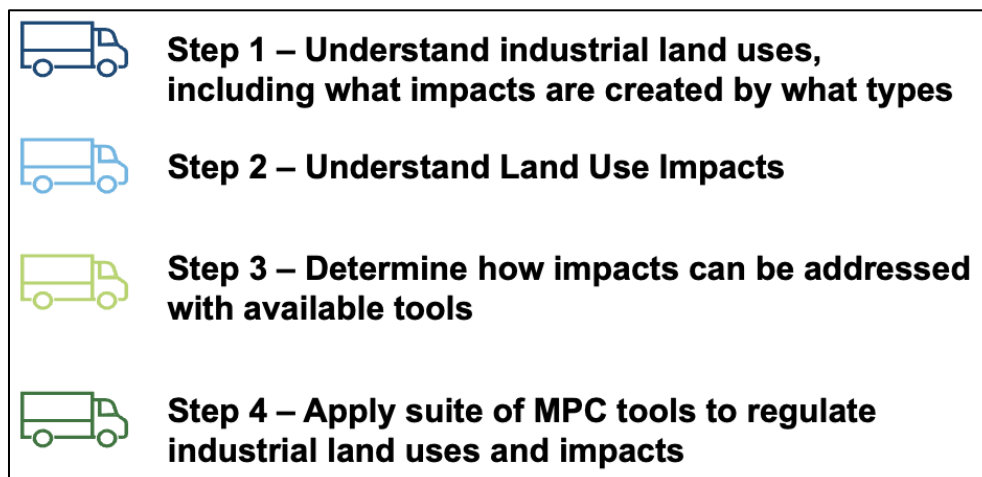 Step 1 – Understand industrial land uses,
including what impacts are created by what types
Step 2 – Understand Land Use Impacts
Step 3 – Determine how impacts can be addressed
with available tools
Step 4 – Apply suite of MPC tools to regulate
industrial land uses and impacts